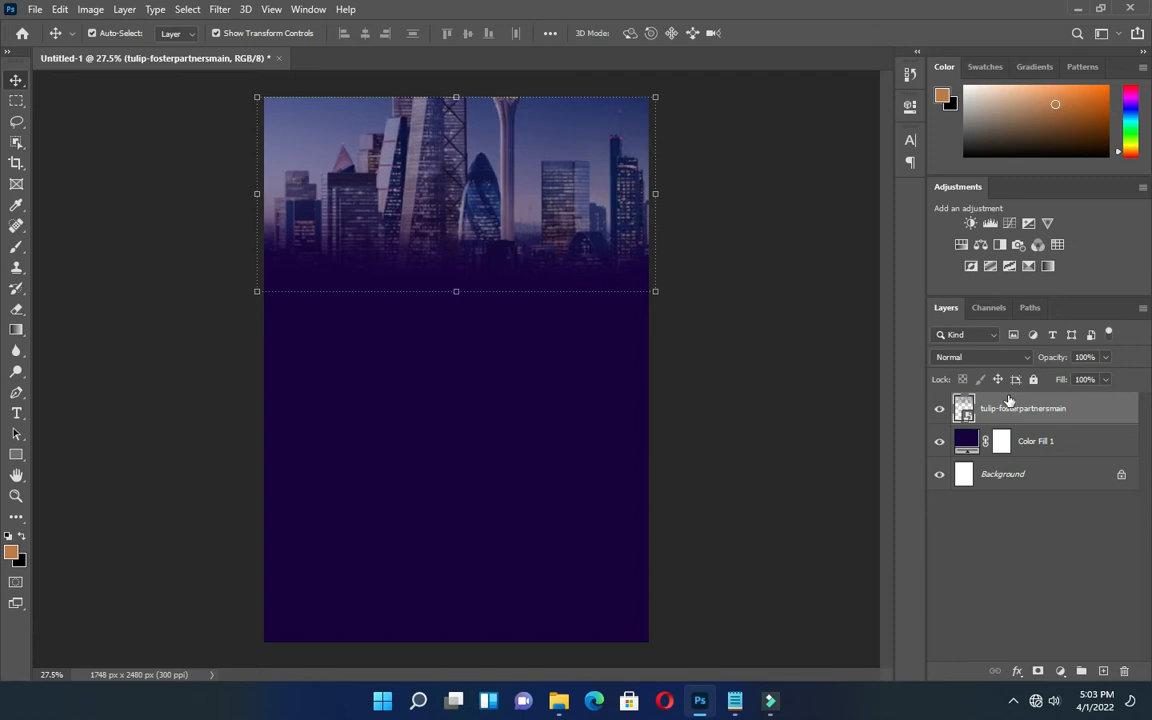 Ps File Edit Image Layer Type Select Filter 3D View Window Help
Auto-Select: Layer Show Transform Controls 3D Mode:
Untitled-1 @ 27.5% (tulip-fosterpartnersmain, RGB/8) *
Color Swatches Gradients Patterns
Adjustments
Add an adjustment
Layers Channels Paths
Kind
Normal Opacity: 100%
Lock: Fill: 100%
tulip-fosterpartnersmain
Color Fill 1
Background
27.5% 1748 px x 2480 px (300 ppi)
Ps
5:03 PM
4/1/2022